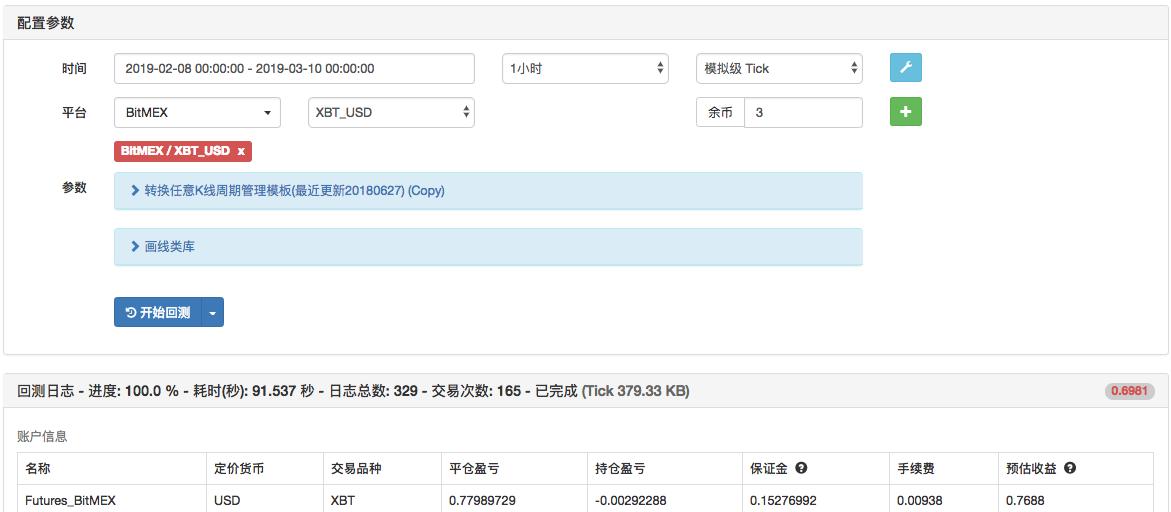 配置参数
时间 2019-02-08 00:00:00 - 2019-03-10 00:00:00 1小时 模拟级 Tick
平台 BitMEX XBT_USD 余币 3
BitMEX / XBT_USD x
参数 转换任意K线周期管理模板(最近更新20180627) (Copy)
画线类库
开始回测
回测日志 - 进度: 100.0 % - 耗时(秒): 91.537 秒 - 日志总数: 329 - 交易次数: 165 - 已完成 (Tick 379.33 KB) 0.6981
账户信息
名称 定价货币 交易品种 平仓盈亏 持仓盈亏 保证金 手续费 预估收益
Futures_BitMEX USD XBT 0.77989729 -0.00292288 0.15276992 0.00938 0.7688